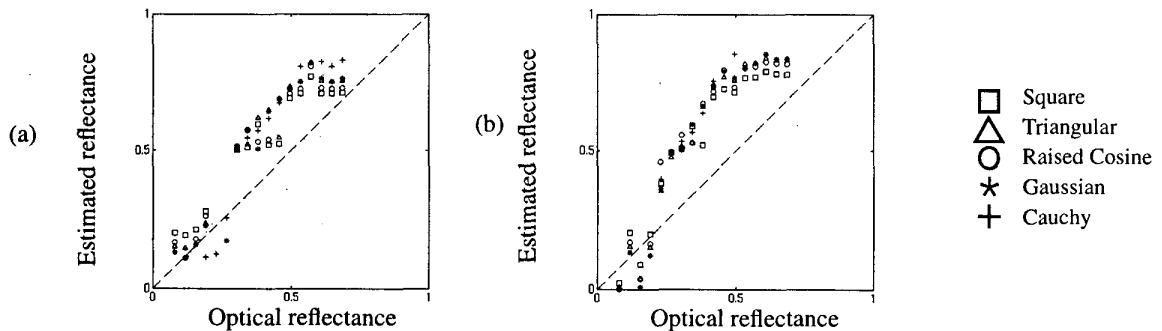 (a)
Estimated reflectance
1
0.5
0
0
0.5
1
Optical reflectance
(b)
Estimated reflectance
1
0.5
0
0
0.5
1
Optical reflectance
Square
Triangular
Raised Cosine
Gaussian
Cauchy